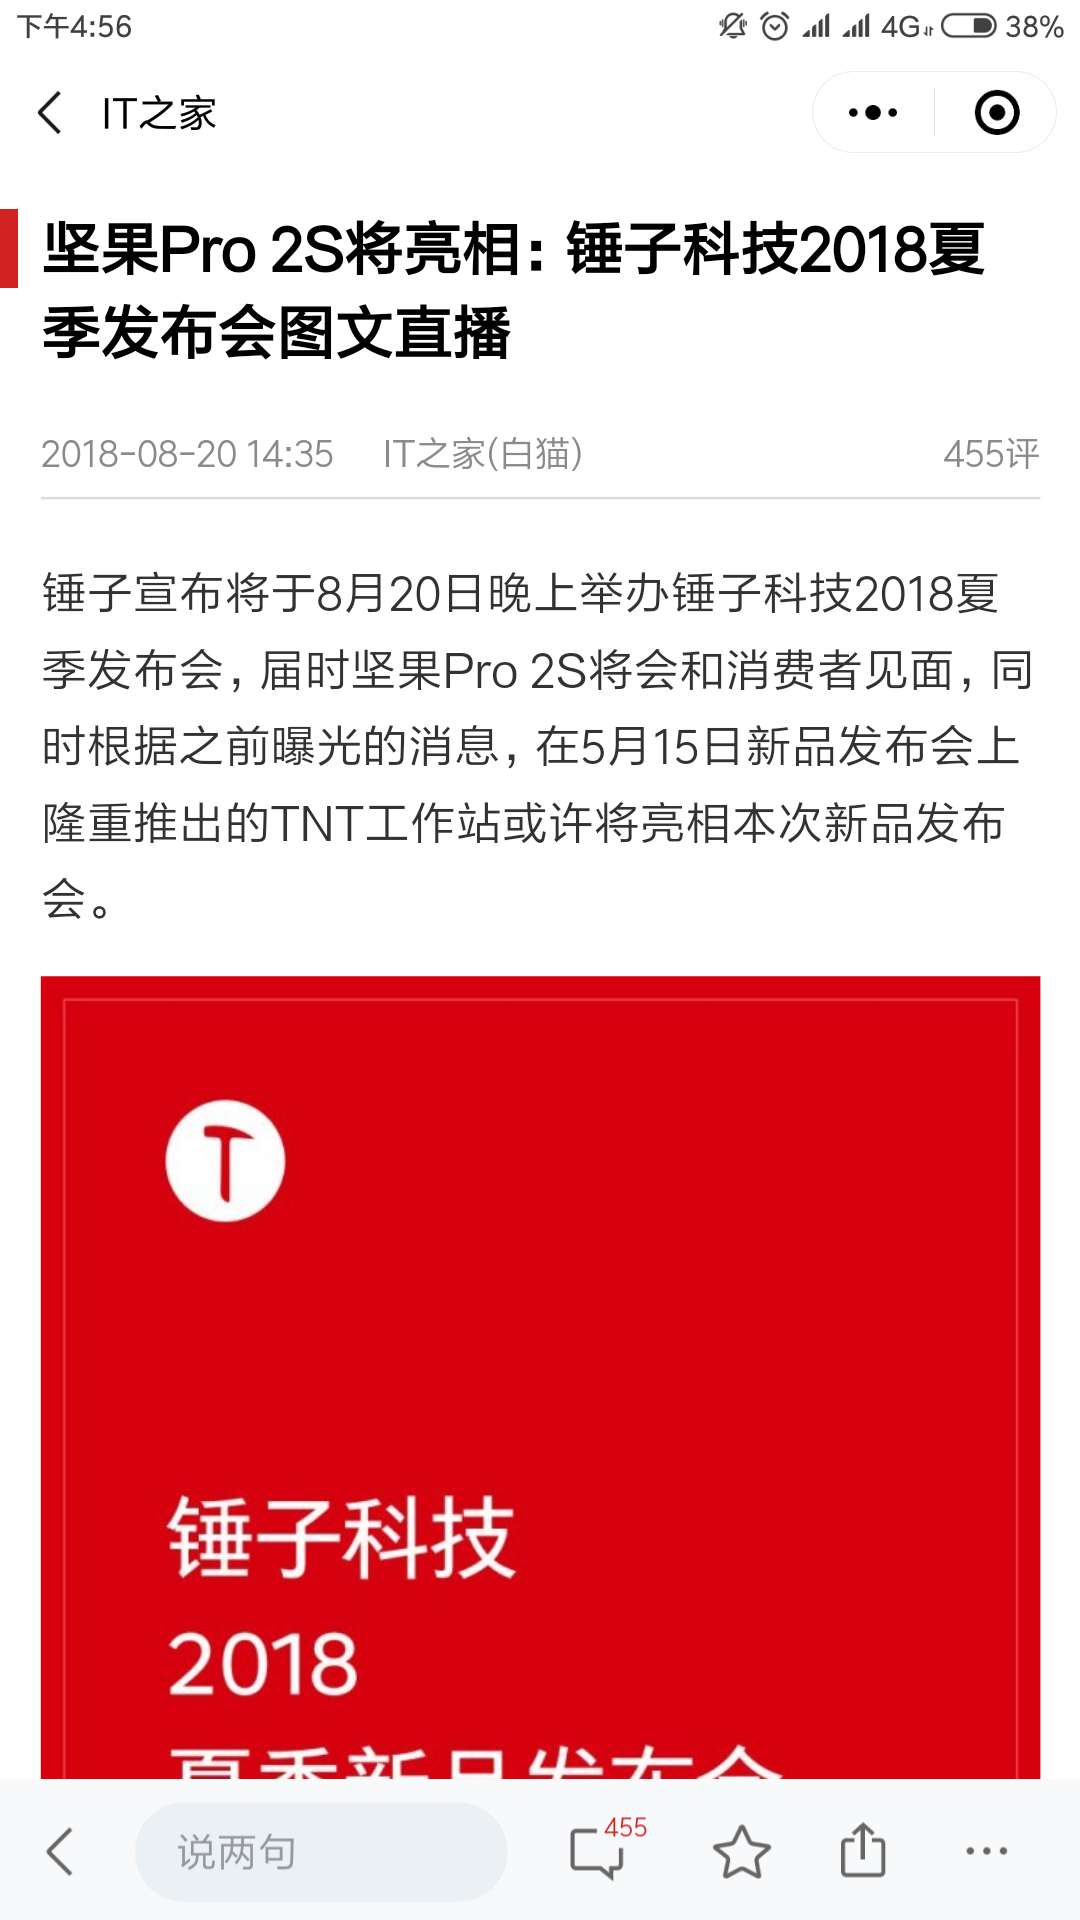 下午4:56
4G
38%
IT之家
坚果Pro 2S将亮相：锤子科技2018夏
季发布会图文直播
2018-08-20 14:35 IT之家(白猫) 455评
锤子宣布将于8月20日晚上举办锤子科技2018夏
季发布会，届时坚果Pro 2S将会和消费者见面，同
时根据之前曝光的消息，在5月15日新品发布会上
隆重推出的TNT工作站或许将亮相本次新品发布
会。
锤子科技
2018
夏季新品发布会
说两句
455